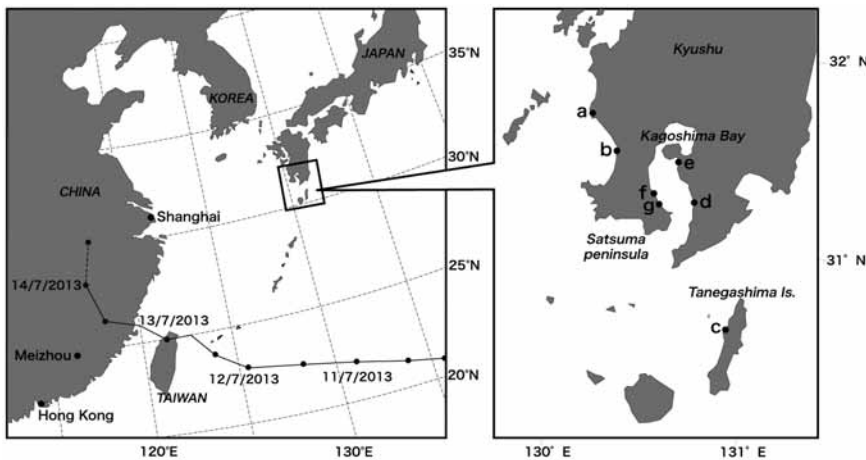 JAPAN
KOREA
CHINA
Shanghai
14/7/2013
13/7/2013
12/7/2013
11/7/2013
Meizhou
Hong Kong
TAIWAN
35°N
30°N
25°N
20°N
120°E
130°E
Kyushu
a
b
Kagoshima Bay
e
f
g
d
Satsuma
peninsula
Tanegashima Is.
c
32° N
31° N
130° E
131° E